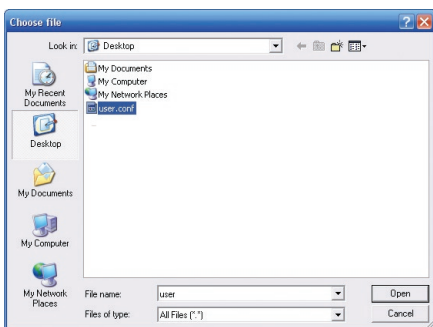 Choose file
Look in: Desktop
My Recent
Documents
Desktop
My Documents
My Computer
My Network
Places
My Documents
My Computer
My Network Places
user.conf
File name: user Open
Files of type: All Files (*.*) Cancel